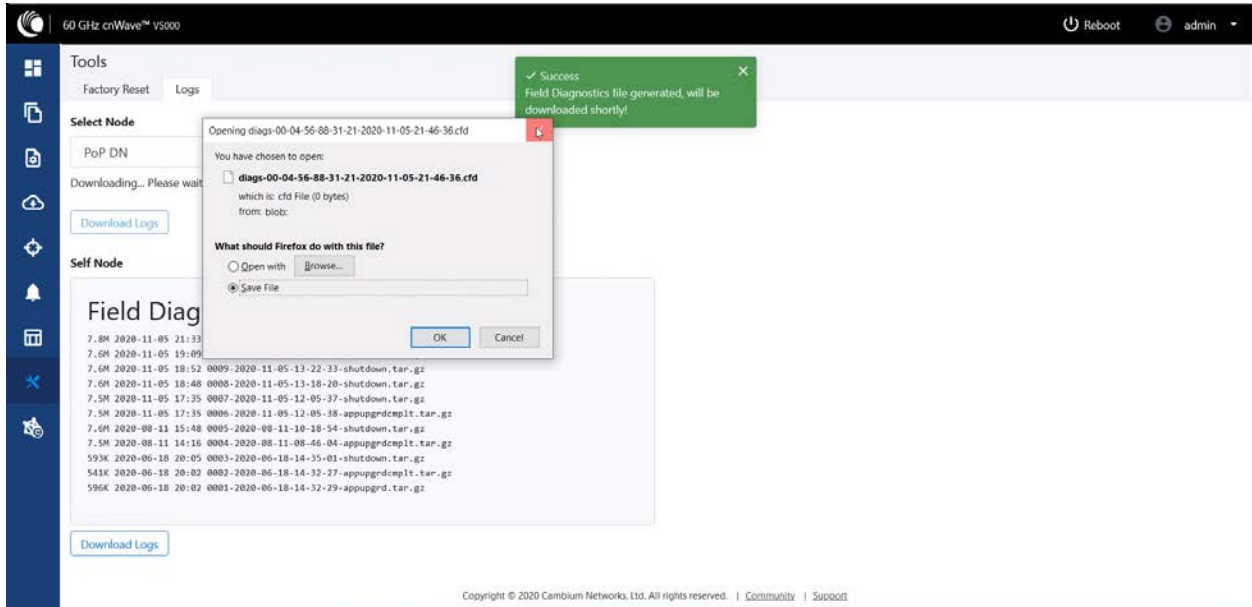 60 GHz cnWave™ V5000
Reboot
admin
Tools
Factory Reset Logs
✓ Success
Field Diagnostics file generated, will be
downloaded shortly!
Select Node
PoP DN
Downloading... Please wait
Download Logs
Opening diags-00-04-56-88-31-21-2020-11-05-21-46-36.cfd
You have chosen to open:
diags-00-04-56-88-31-21-2020-11-05-21-46-36.cfd
which is: cfd File (0 bytes)
from: blob:
What should Firefox do with this file?
Open with Browse...
Save File
OK Cancel
Self Node
Field Diag
7.8M 2020-11-05 21:33
7.6M 2020-11-05 19:09
7.6M 2020-11-05 18:52 0009-2020-11-05-13-22-33-shutdown.tar.gz
7.6M 2020-11-05 18:48 0008-2020-11-05-13-18-20-shutdown.tar.gz
7.5M 2020-11-05 17:35 0007-2020-11-05-12-05-37-shutdown.tar.gz
7.5M 2020-11-05 17:35 0006-2020-11-05-12-05-38-appupgrdcmplt.tar.gz
7.6M 2020-08-11 15:48 0005-2020-08-11-10-18-54-shutdown.tar.gz
7.5M 2020-08-11 14:16 0004-2020-08-11-08-46-04-appupgrdcmplt.tar.gz
593K 2020-06-18 20:05 0003-2020-06-18-14-35-01-shutdown.tar.gz
541K 2020-06-18 20:02 0002-2020-06-18-14-32-27-appupgrdcmplt.tar.gz
596K 2020-06-18 20:02 0001-2020-06-18-14-32-29-appupgrd.tar.gz
Download Logs
Copyright © 2020 Cambium Networks, Ltd. All rights reserved. | Community | Support